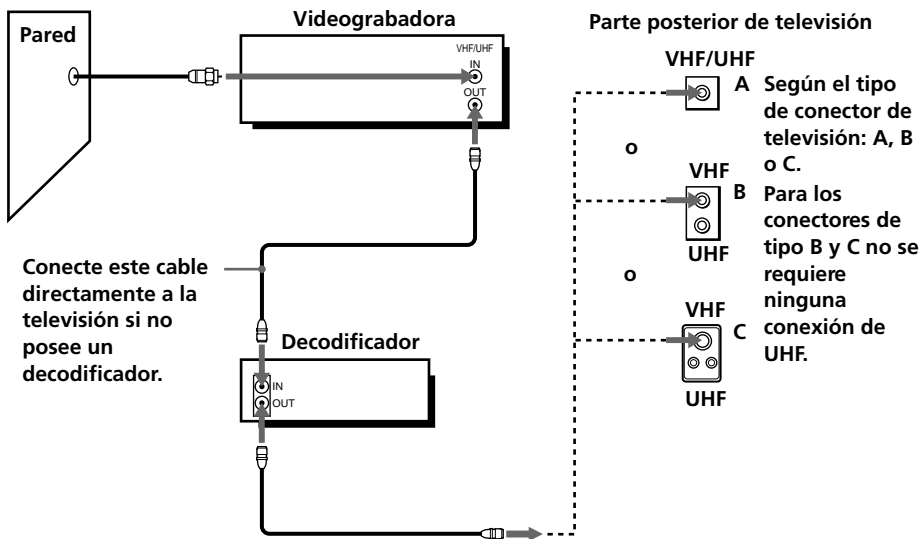 Pared
Videograbadora
VHF/UHF
IN
OUT
Conecte este cable
directamente a la
televisión si no
posee un
decodificador.
Decodificador
IN
OUT
Parte posterior de televisión
VHF/UHF
A
o
VHF
B
UHF
o
VHF
C
UHF
Según el tipo
de conector de
televisión: A, B
o C.
Para los
conectores de
tipo B y C no se
requiere
ninguna
conexión de
UHF.